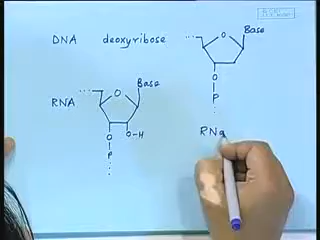 DNA deoxyribose
... O Base
O
P
RNA
... O Base
O O-H
P
RNa